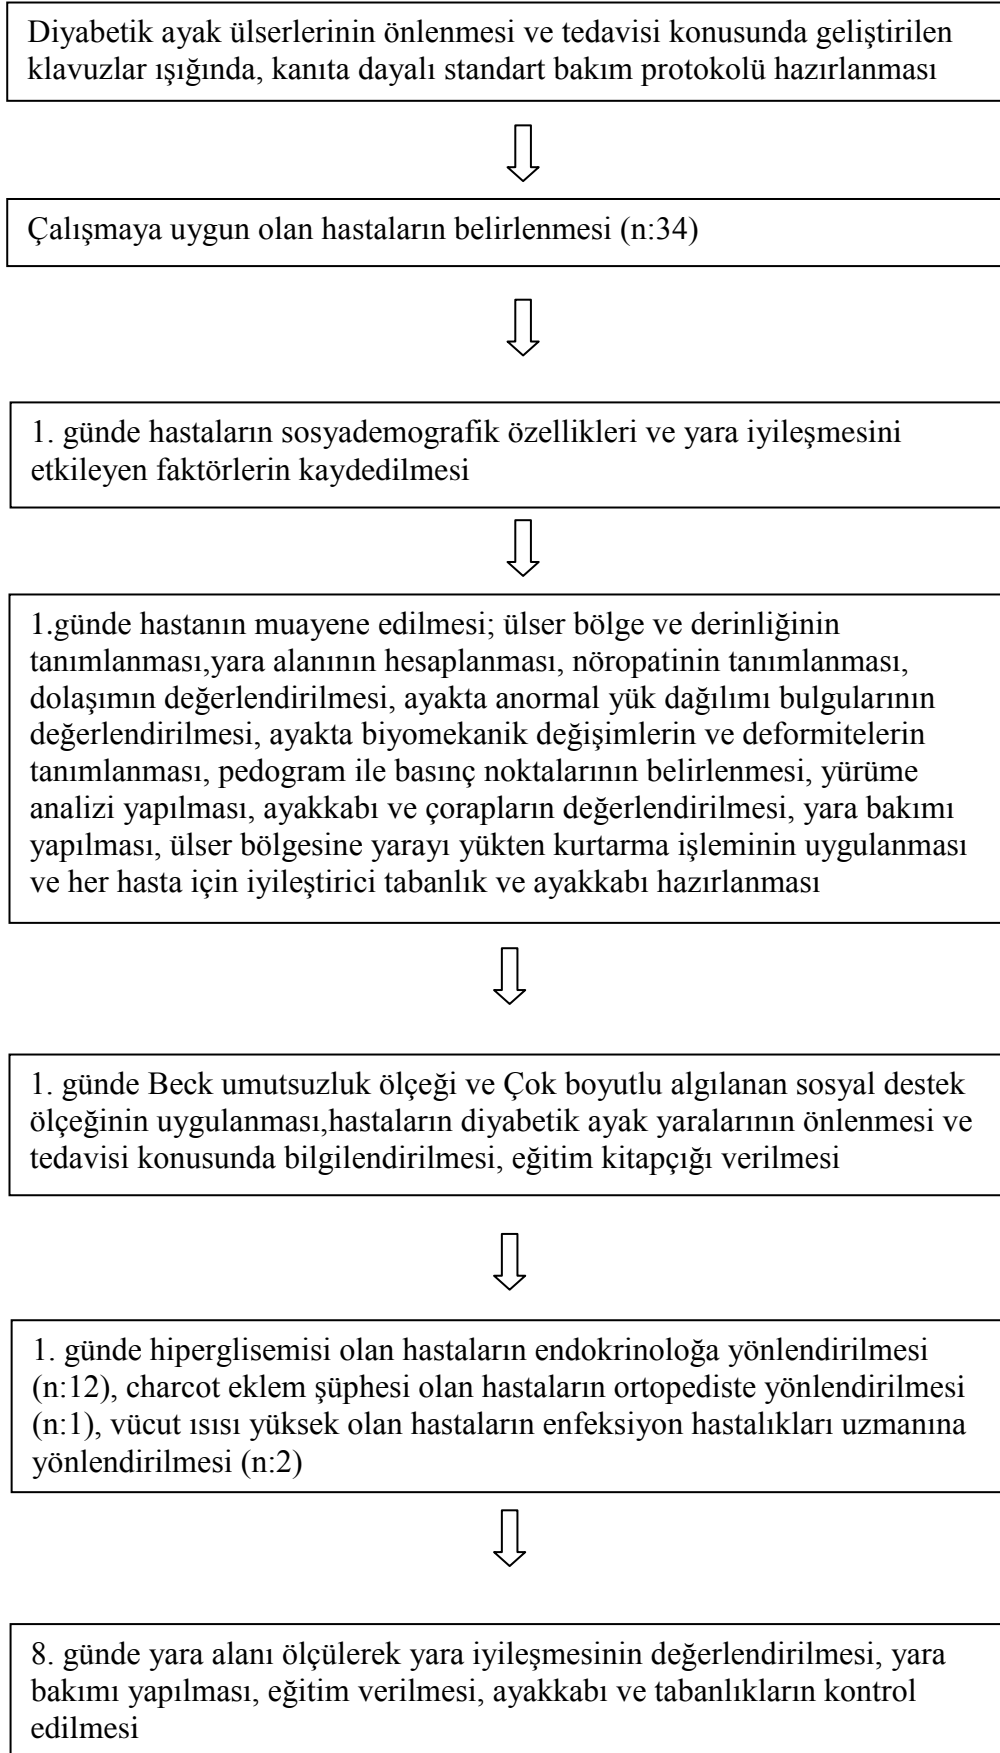 Diyabetik ayak ülserlerinin önlenmesi ve tedavisi konusunda geliştirilen
klavuzlar ışığında, kanıta dayalı standart bakım protokolü hazırlanması
Çalışmaya uygun olan hastaların belirlenmesi (n:34)
1. günde hastaların sosyademografik özellikleri ve yara iyileşmesini
etkileyen faktörlerin kaydedilmesi
1.günde hastanın muayene edilmesi; ülser bölge ve derinliğinin
tanımlanması,yara alanının hesaplanması, nöropatinin tanımlanması,
dolaşımın değerlendirilmesi, ayakta anormal yük dağılımı bulgularının
değerlendirilmesi, ayakta biyomekanik değişimlerin ve deformitelerin
tanımlanması, pedogram ile basınç noktalarının belirlenmesi, yürüme
analizi yapılması, ayakkabı ve çorapların değerlendirilmesi, yara bakımı
yapılması, ülser bölgesine yarayı yükten kurtarma işleminin uygulanması
ve her hasta için iyileştirici tabanlık ve ayakkabı hazırlanması
1. günde Beck umutsuzluk ölçeği ve Çok boyutlu algılanan sosyal destek
ölçeğinin uygulanması,hastaların diyabetik ayak yaralarının önlenmesi ve
tedavisi konusunda bilgilendirilmesi, eğitim kitapçığı verilmesi
1. günde hiperglisemisi olan hastaların endokrinoloğa yönlendirilmesi
(n:12), charcot eklem şüphesi olan hastaların ortopediste yönlendirilmesi
(n:1), vücut ısısı yüksek olan hastaların enfeksiyon hastalıkları uzmanına
yönlendirilmesi (n:2)
8. günde yara alanı ölçülerek yara iyileşmesinin değerlendirilmesi, yara
bakımı yapılması, eğitim verilmesi, ayakkabı ve tabanlıkların kontrol
edilmesi